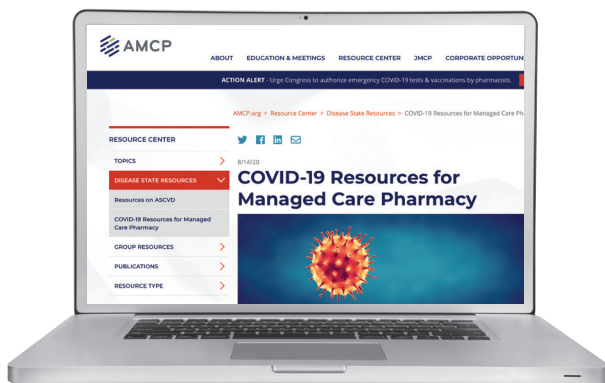 AMCP
ABOUT EDUCATION & MEETINGS RESOURCE CENTER JMCP CORPORATE OPPORTUN
ACTION ALERT - Urge Congress to authorize emergency COVID-19 tests & vaccinations by pharmacists.
AMCP.org > Resource Center > Disease State Resources > COVID-19 Resources for Managed Care Ph
RESOURCE CENTER
TOPICS
DISEASE STATE RESOURCES
Resources on ASCVD
COVID-19 Resources for Managed
Care Pharmacy
GROUP RESOURCES
PUBLICATIONS
RESOURCE TYPE
8/14/20
COVID-19 Resources for
Managed Care Pharmacy